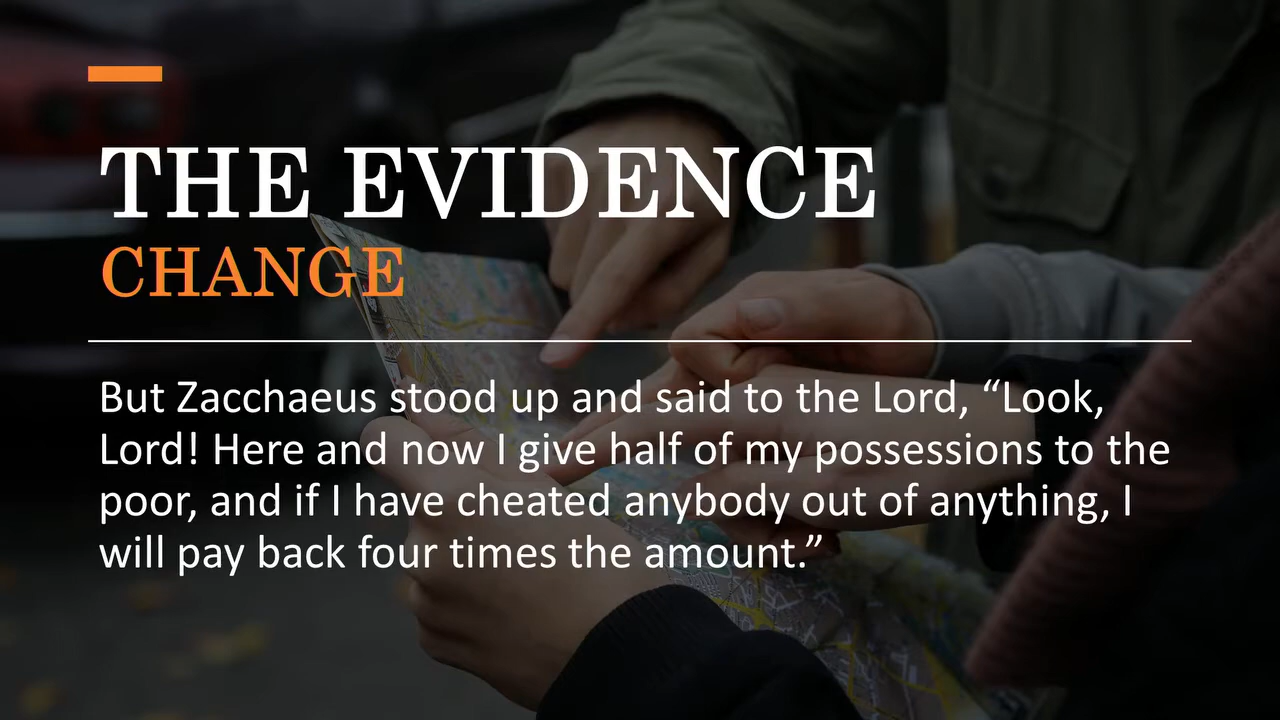 THE EVIDENCE
CHANGE
But Zacchaeus stood up and said to the Lord, “Look,
Lord! Here and now I give half of my possessions to the
poor, and if I have cheated anybody out of anything, I
will pay back four times the amount.”